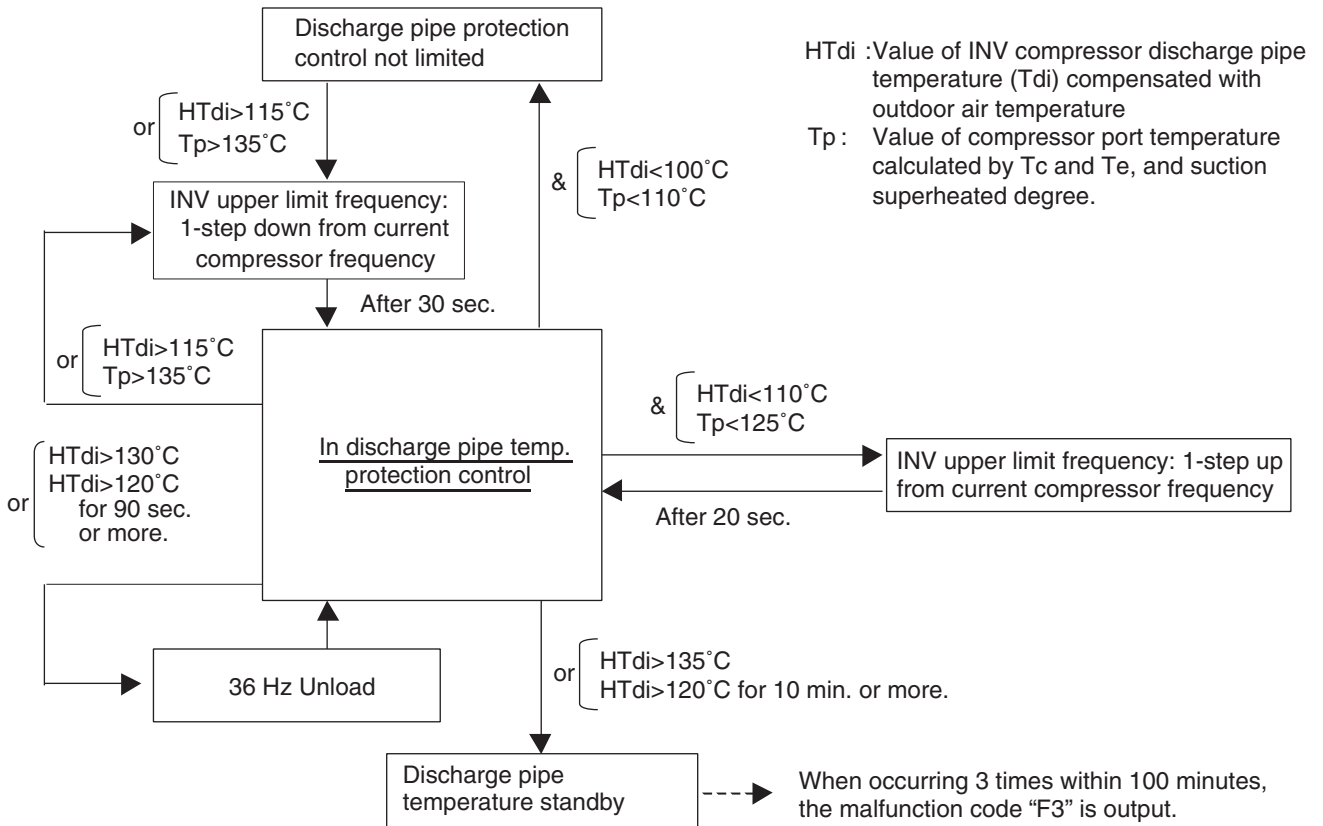 Discharge pipe protection
control not limited
HTdi :Value of INV compressor discharge pipe
temperature (Tdi) compensated with
outdoor air temperature
Tp : Value of compressor port temperature
calculated by Tc and Te, and suction
superheated degree.
or
HTdi>115˚C
Tp>135˚C
&
HTdi<100˚C
Tp<110˚C
INV upper limit frequency:
1-step down from current
compressor frequency
After 30 sec.
or
HTdi>115˚C
Tp>135˚C
&
HTdi<110˚C
Tp<125˚C
In discharge pipe temp.
protection control
INV upper limit frequency: 1-step up
from current compressor frequency
After 20 sec.
or
HTdi>130˚C
HTdi>120˚C
for 90 sec.
or more.
36 Hz Unload
or
HTdi>135˚C
HTdi>120˚C for 10 min. or more.
Discharge pipe
temperature standby
When occurring 3 times within 100 minutes,
the malfunction code “F3” is output.